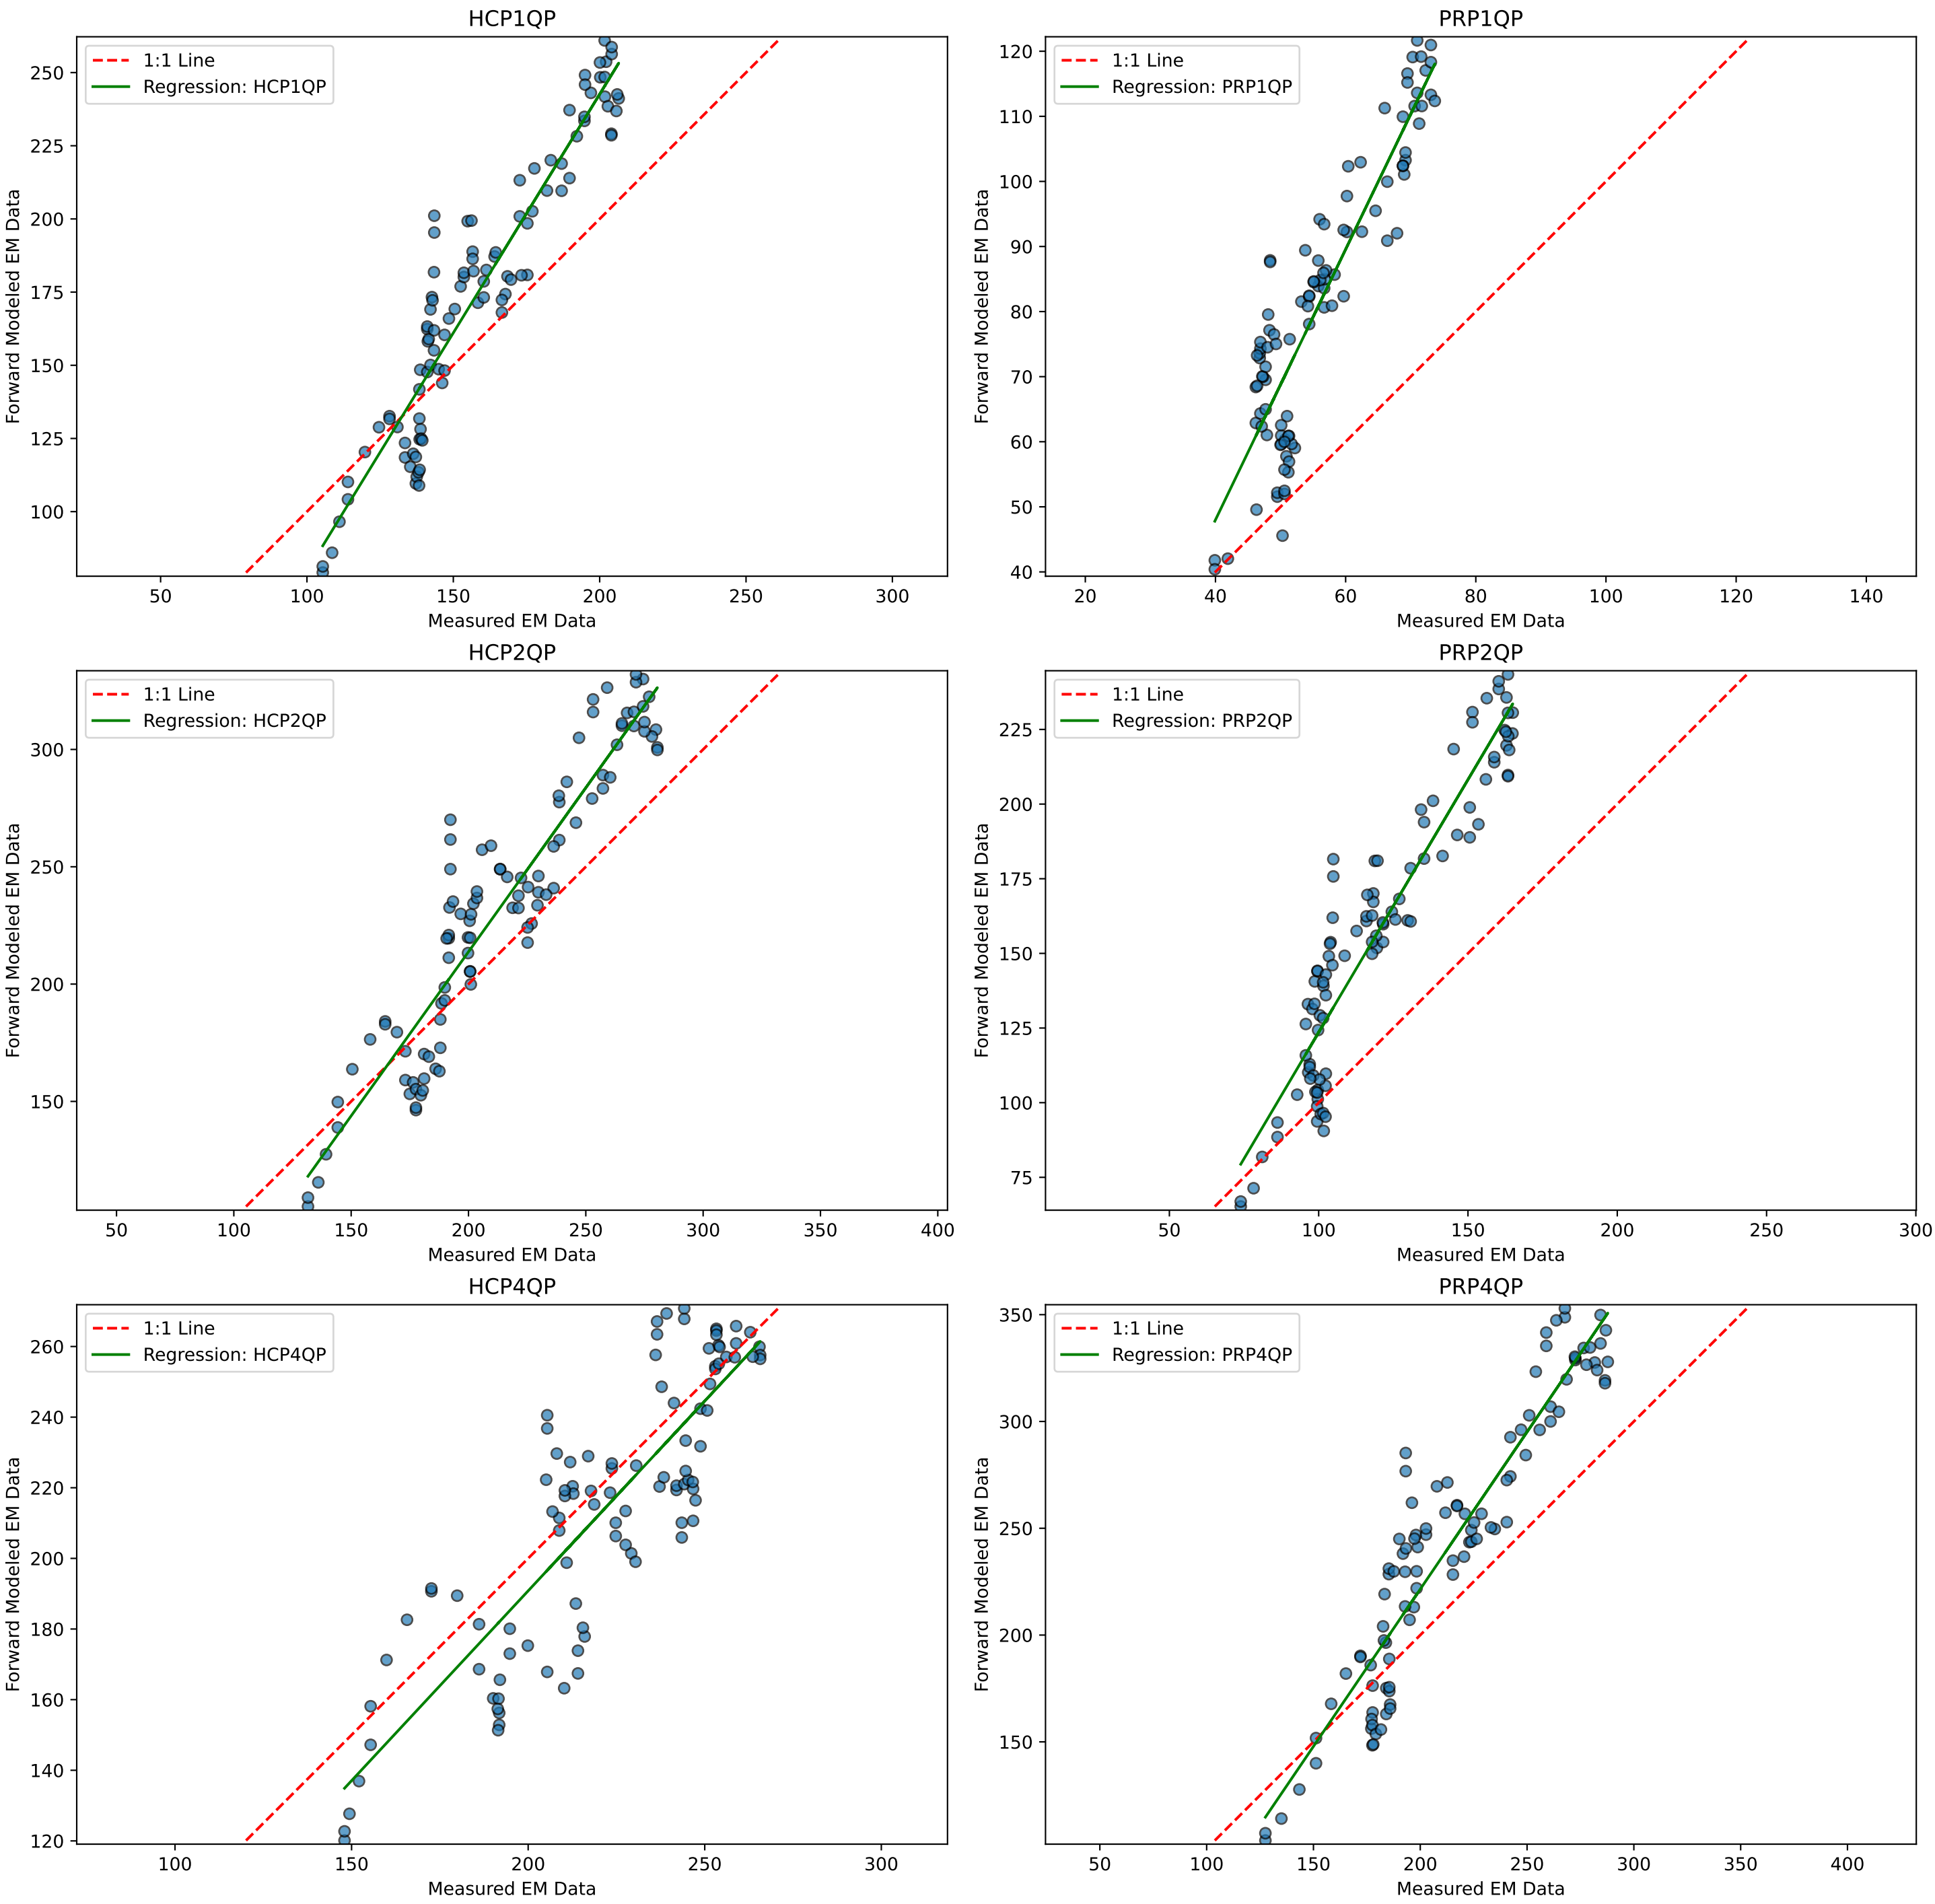 HCP1QP
1:1 Line
Regression: HCP1QP
Forward Modeled EM Data
250
225
200
175
150
125
100
50 100 150 200 250 300
Measured EM Data
PRP1QP
1:1 Line
Regression: PRP1QP
Forward Modeled EM Data
120
110
100
90
80
70
60
50
40
20 40 60 80 100 120 140
Measured EM Data
HCP2QP
1:1 Line
Regression: HCP2QP
Forward Modeled EM Data
300
250
200
150
50 100 150 200 250 300 350 400
Measured EM Data
PRP2QP
1:1 Line
Regression: PRP2QP
Forward Modeled EM Data
225
200
175
150
125
100
75
50 100 150 200 250 300
Measured EM Data
HCP4QP
1:1 Line
Regression: HCP4QP
Forward Modeled EM Data
260
240
220
200
180
160
140
120
100 150 200 250 300
Measured EM Data
PRP4QP
1:1 Line
Regression: PRP4QP
Forward Modeled EM Data
350
300
250
200
150
50 100 150 200 250 300 350 400
Measured EM Data